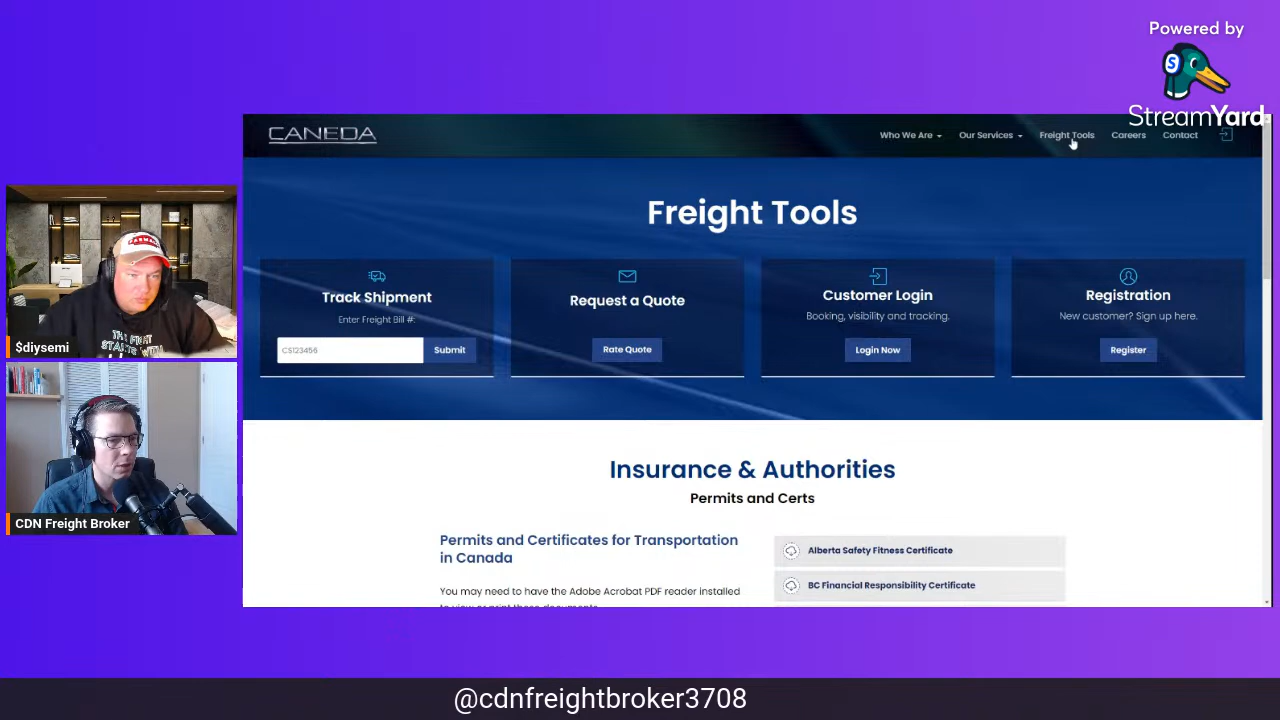 Powered by
S
StreamYard
CANEDA
Who We Are
Our Services
Freight Tools
Careers
Contact
Freight Tools
Track Shipment
Enter Freight Bill #:
CS123456
Submit
Request a Quote
Rate Quote
Customer Login
Booking, visibility and tracking.
Login Now
Registration
New customer? Sign up here.
Register
$diysemi
CDN Freight Broker
Insurance & Authorities
Permits and Certs
Permits and Certificates for Transportation
in Canada
You may need to have the Adobe Acrobat PDF reader installed
Alberta Safety Fitness Certificate
BC Financial Responsibility Certificate
@cdnfreightbroker3708